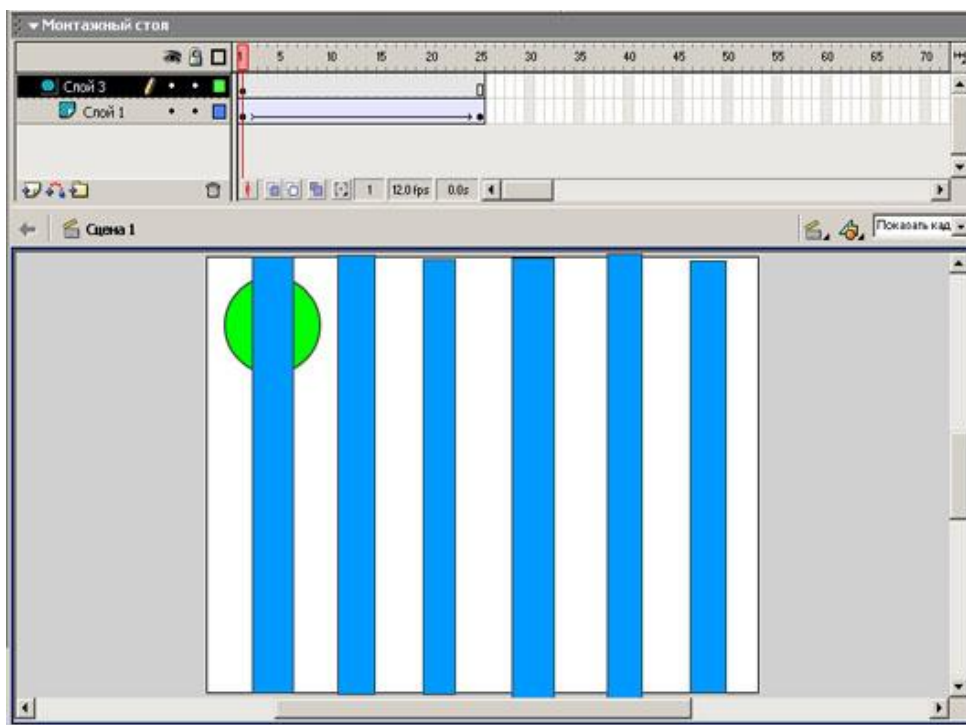 Монтажный стол
1 5 10 15 20 25 30 35 40 45 50 55 60 65 70
Слой 3
Слой 1
1 12.0 fps 0.0s
Сцена 1
Показать кад